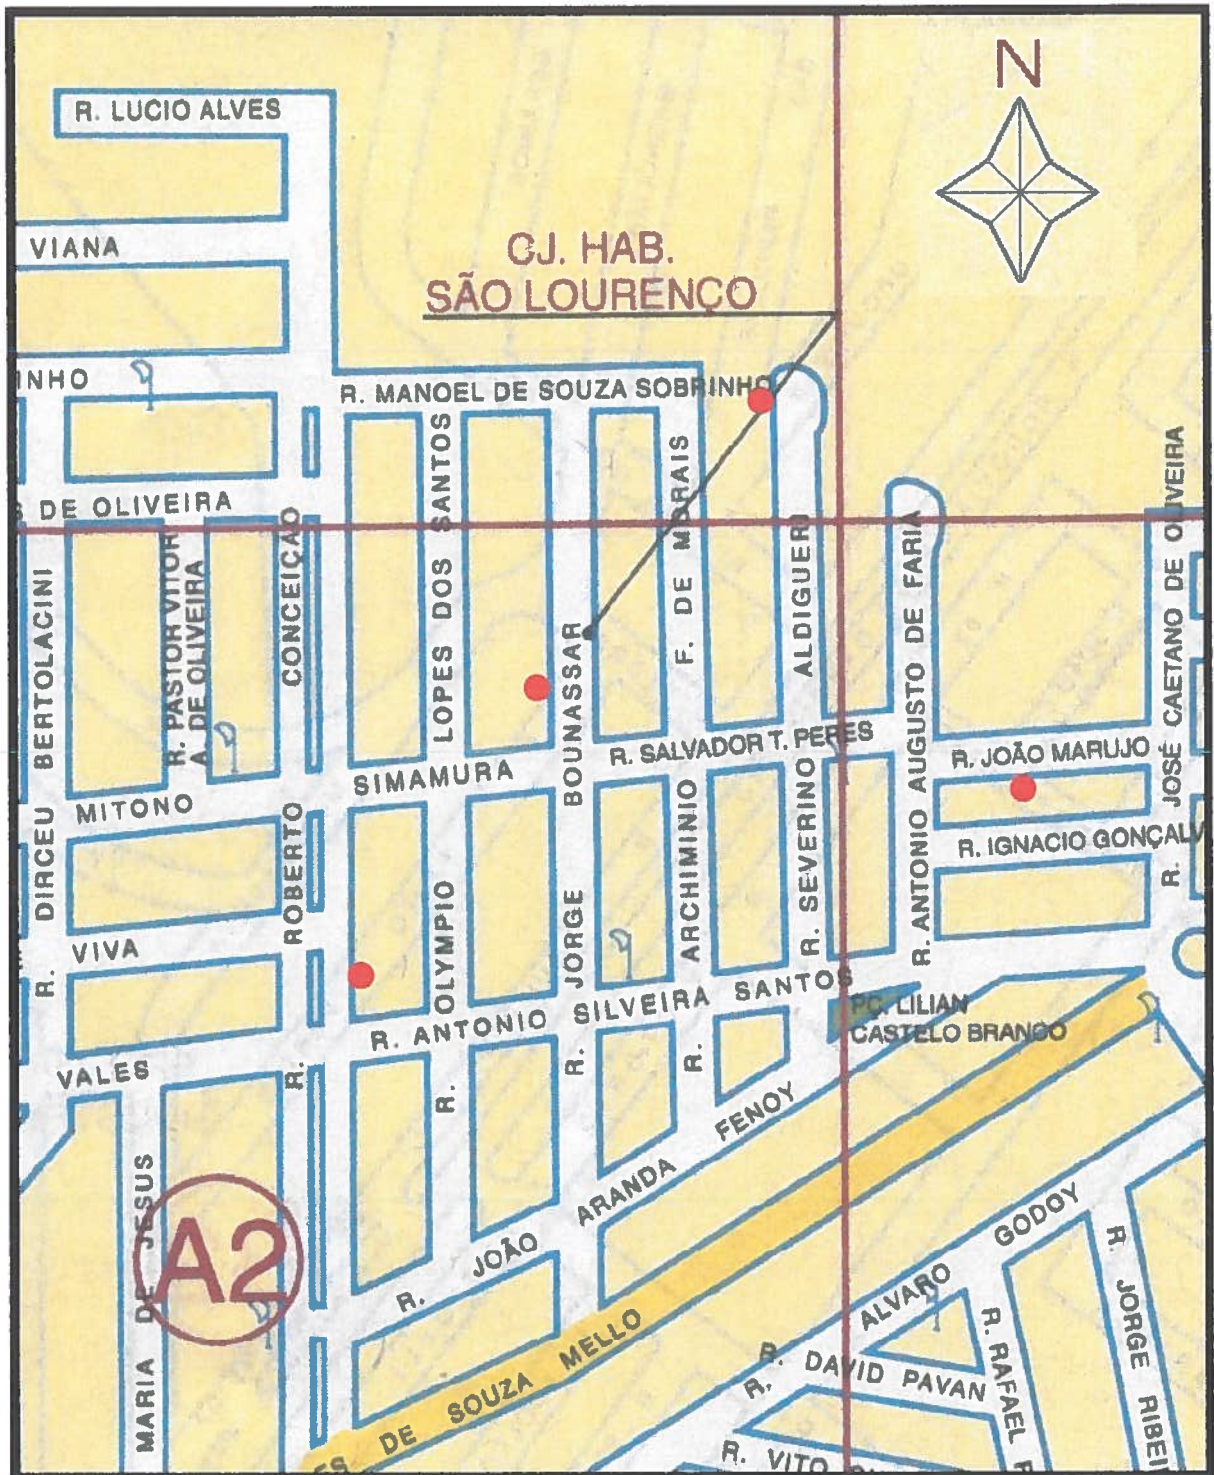 N
R. LUCIO ALVES
VIANA
CJ. HAB.
SÃO LOURENÇO
INHO
R. MANOEL DE SOUZA SOBRINHO
DE OLIVEIRA
R. PASTOR VITOR
A. DE OLIVEIRA
R. DIRCEU BERTOLACINI
R. ROBERTO CONCEIÇÃO
R. OLYMPIO LOPES DOS SANTOS
R. JORGE BOUNASSAR
R. ARCHIMINIO F. DE MORAIS
R. SEVERINO ALDIGUERI
R. ANTONIO AUGUSTO DE FARIA
R. JOSÉ CAETANO DE OLIVEIRA
MITONO SIMAMURA
R. SALVADOR T. PERES
R. JOÃO MARUJO
R. IGNACIO GONÇALV
VIVA
R. ANTONIO SILVEIRA SANTOS
PÇ. LILIAN
CASTELO BRANCO
VALES
MARIA DE JESUS
A2
R. JOÃO ARANDA FENOY
ES DE SOUZA MELLO
R. ALVARO GODOY
R. DAVID PAVAN
R. RAFAEL
R. JORGE RIBEI
R. VITO